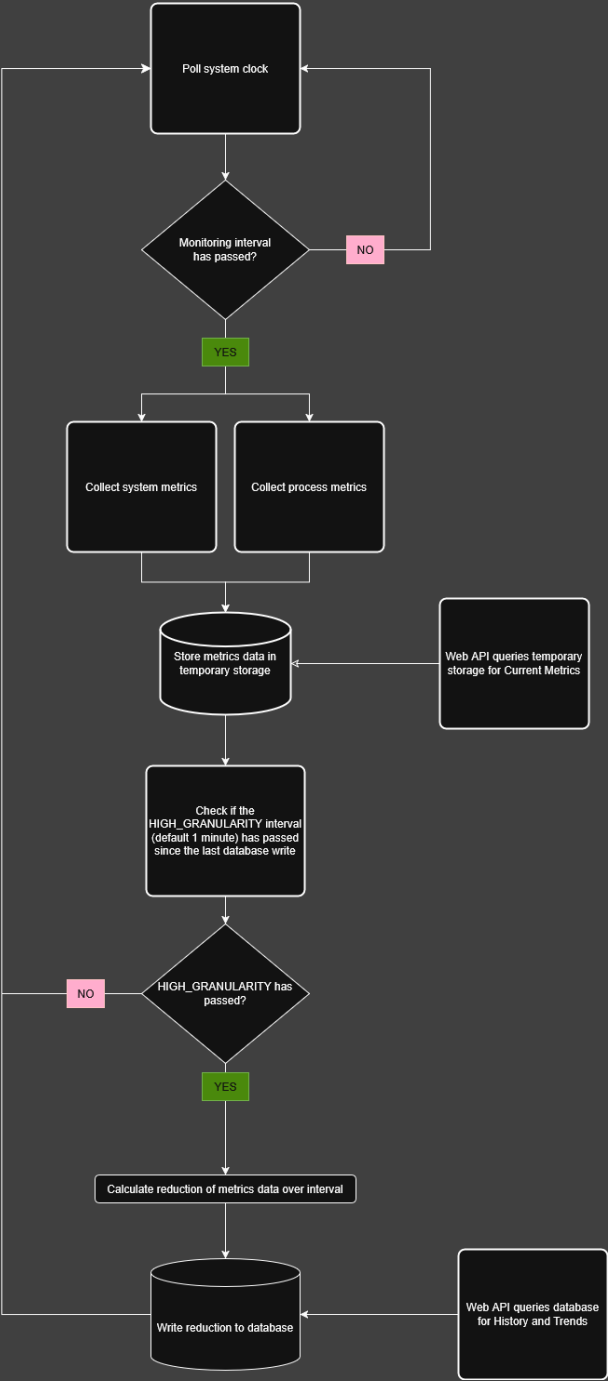 Poll system clock
Monitoring interval
has passed?
NO
YES
Collect system metrics
Collect process metrics
Store metrics data in
temporary storage
Web API queries temporary
storage for Current Metrics
Check if the
HIGH_GRANULARITY interval
(default 1 minute) has passed
since the last database write
HIGH_GRANULARITY has
passed?
NO
YES
Calculate reduction of metrics data over interval
Write reduction to database
Web API queries database
for History and Trends